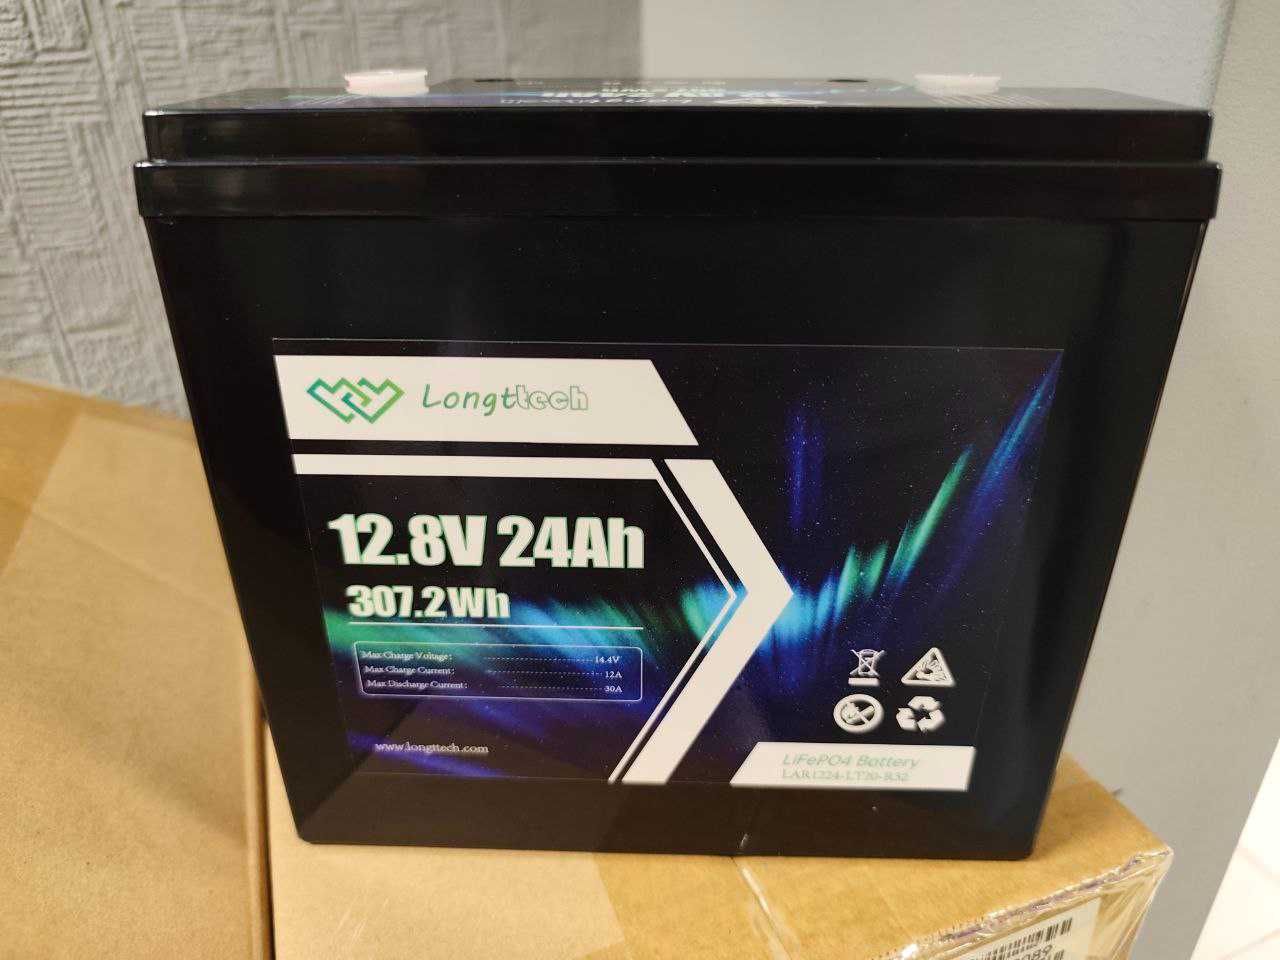 Longttech
12.8V 24Ah
307.2Wh
Max Charge Voltage: 14.4V
Max Charge Current: 12A
Max Discharge Current: 30A
www.longttech.com
LiFePO4 Battery
LAR1224-LT20-R32